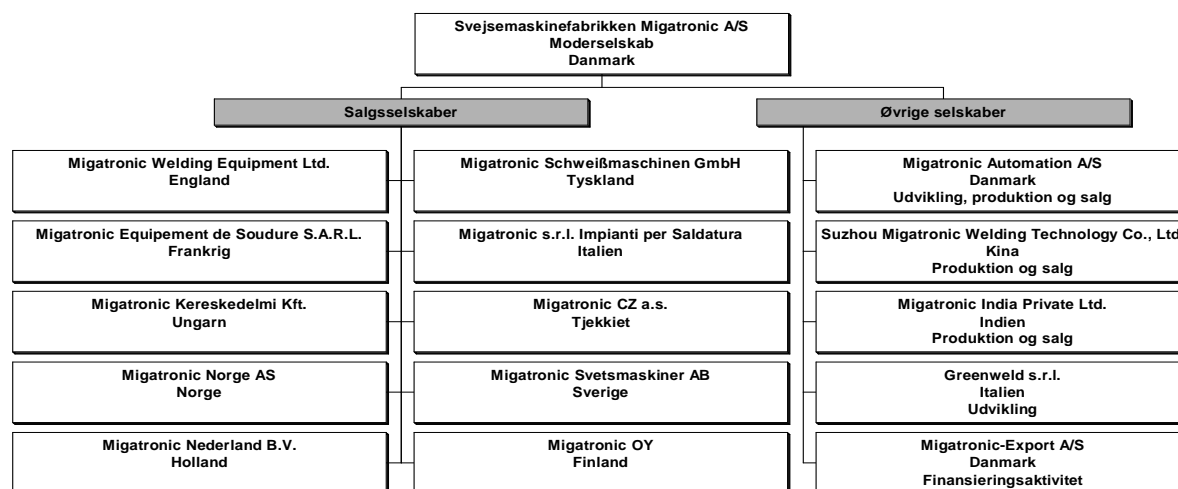 Svejsemaskinefabrikken Migatronic A/S
Moderselskab
Danmark
Salgsselskaber
Øvrige selskaber
Migatronic Welding Equipment Ltd.
England
Migatronic Schweißmaschinen GmbH
Tyskland
Migatronic Automation A/S
Danmark
Udvikling, produktion og salg
Migatronic Equipement de Soudure S.A.R.L.
Frankrig
Migatronic s.r.l. Impianti per Saldatura
Italien
Suzhou Migatronic Welding Technology Co., Ltd
Kina
Produktion og salg
Migatronic Kereskedelmi Kft.
Ungarn
Migatronic CZ a.s.
Tjekkiet
Migatronic India Private Ltd.
Indien
Produktion og salg
Migatronic Norge AS
Norge
Migatronic Svetsmaskiner AB
Sverige
Greenweld s.r.l.
Italien
Udvikling
Migatronic Nederland B.V.
Holland
Migatronic OY
Finland
Migatronic-Export A/S
Danmark
Finansieringsaktivitet